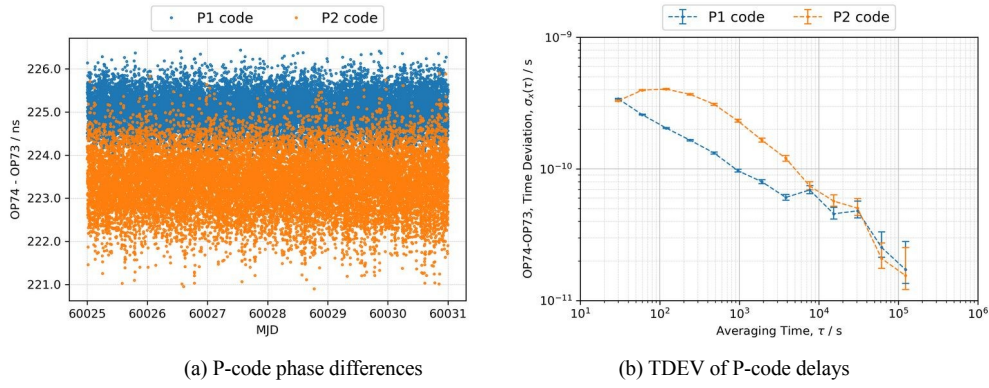 P1 code P2 code
226.0
225.0
224.0
223.0
222.0
221.0
OP74 - OP73 / ns
60025 60026 60027 60028 60029 60030 60031
MJD
(a) P-code phase differences
P1 code P2 code
10⁻⁹
10⁻¹⁰
10⁻¹¹
OP74-OP73, Time Deviation, σₓ(τ) / s
10¹ 10² 10³ 10⁴ 10⁵ 10⁶
Averaging Time, τ / s
(b) TDEV of P-code delays